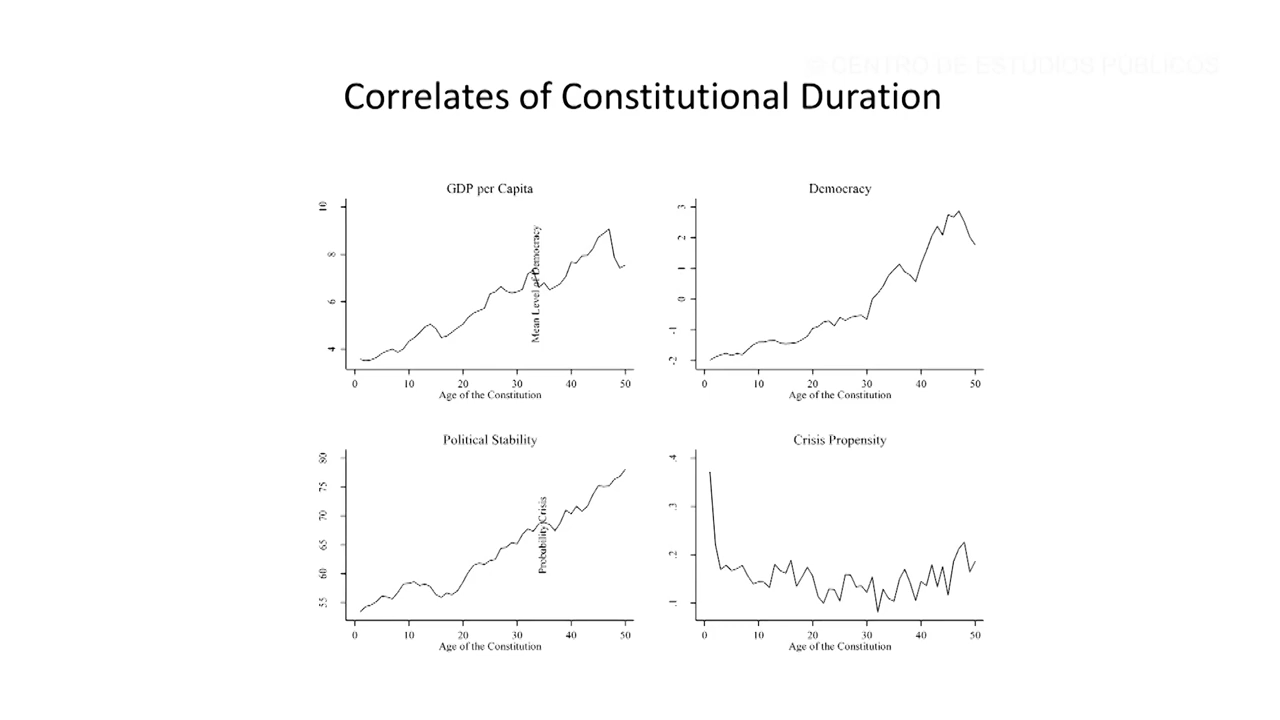 © CENTRO DE ESTUDIOS PÚBLICOS
Correlates of Constitutional Duration
GDP per Capita
10
8
6
4
0 10 20 30 40 50
Age of the Constitution
Mean Level of Democracy
Democracy
3
2
1
0
-1
-2
0 10 20 30 40 50
Age of the Constitution
Political Stability
80
75
70
65
60
55
0 10 20 30 40 50
Age of the Constitution
Probability Crisis
Crisis Propensity
.4
.3
.2
.1
0 10 20 30 40 50
Age of the Constitution